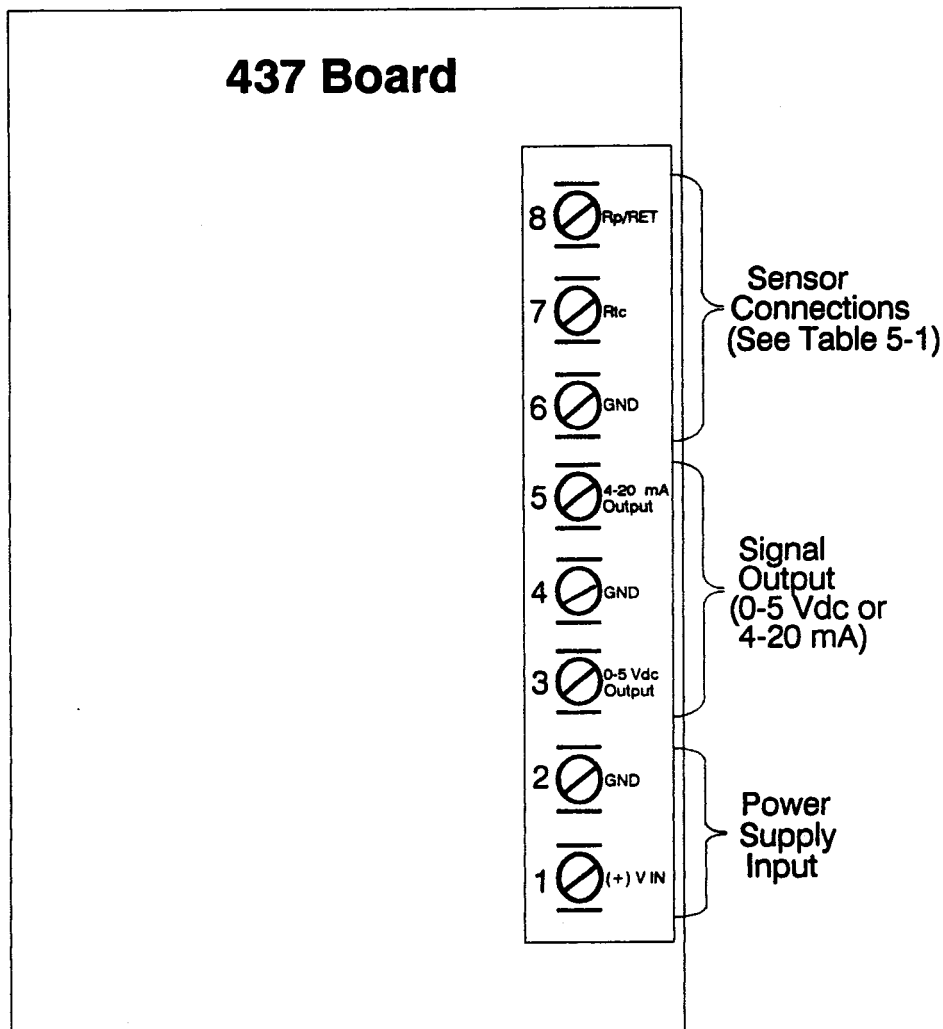 437 Board
8 Rp/RET
7 Rtc
6 GND
5 4-20 mA
Output
4 GND
3 0-5 Vdc
Output
2 GND
1 (+) V IN
Sensor
Connections
(See Table 5-1)
Signal
Output
(0-5 Vdc or
4-20 mA)
Power
Supply
Input